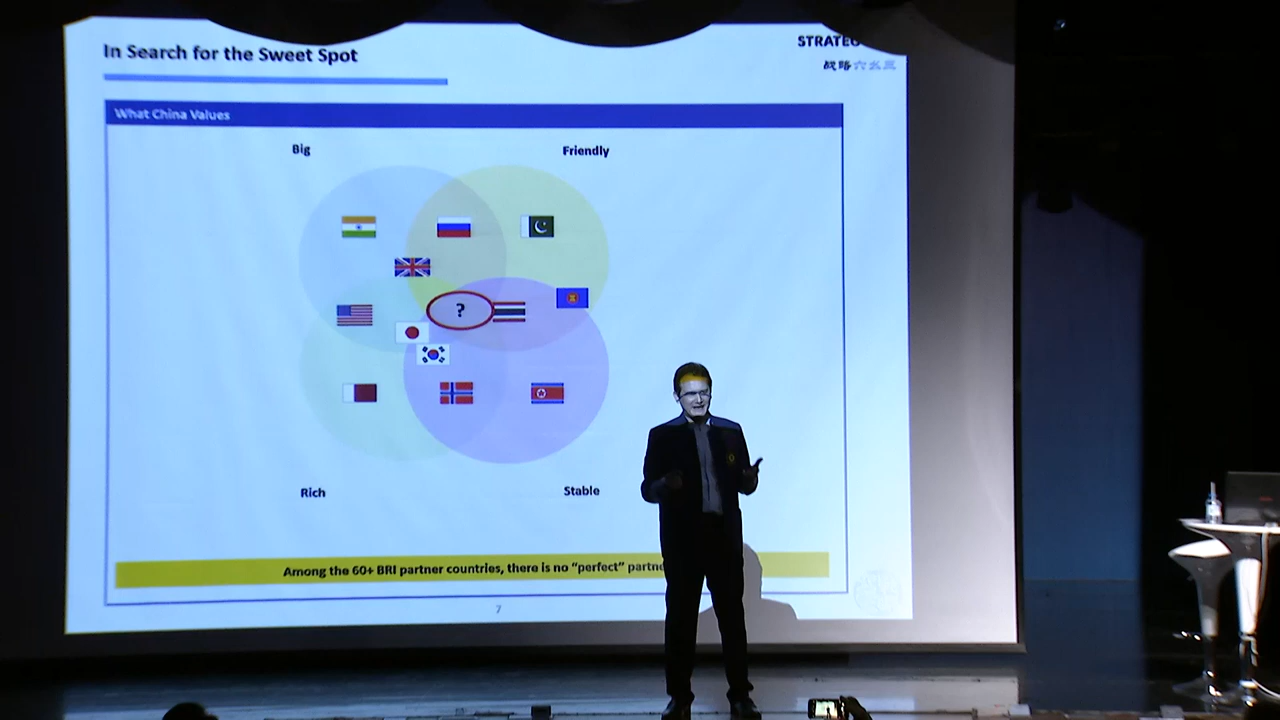 In Search for the Sweet Spot
STRATEG
战略六幺三
What China Values
Big
Friendly
?
Rich
Stable
Among the 60+ BRI partner countries, there is no “perfect” partne
7